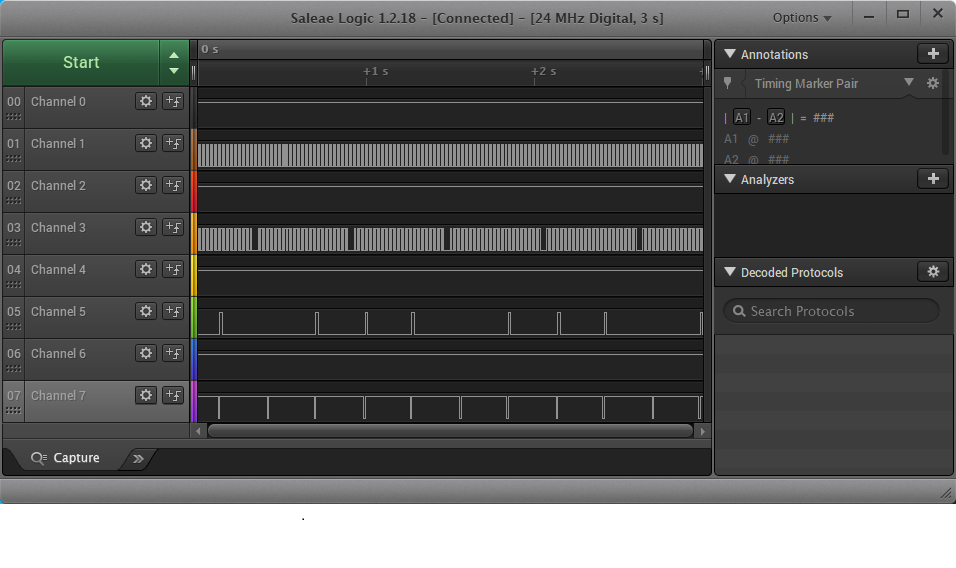 Saleae Logic 1.2.18 - [Connected] - [24 MHz Digital, 3 s]
Options
Start
0 s
+1 s
+2 s
+
00 Channel 0
01 Channel 1
02 Channel 2
03 Channel 3
04 Channel 4
05 Channel 5
06 Channel 6
07 Channel 7
Capture
Annotations
Timing Marker Pair
| A1 - A2 | = ###
A1 @ ###
A2 @ ###
Analyzers
Decoded Protocols
Search Protocols
.